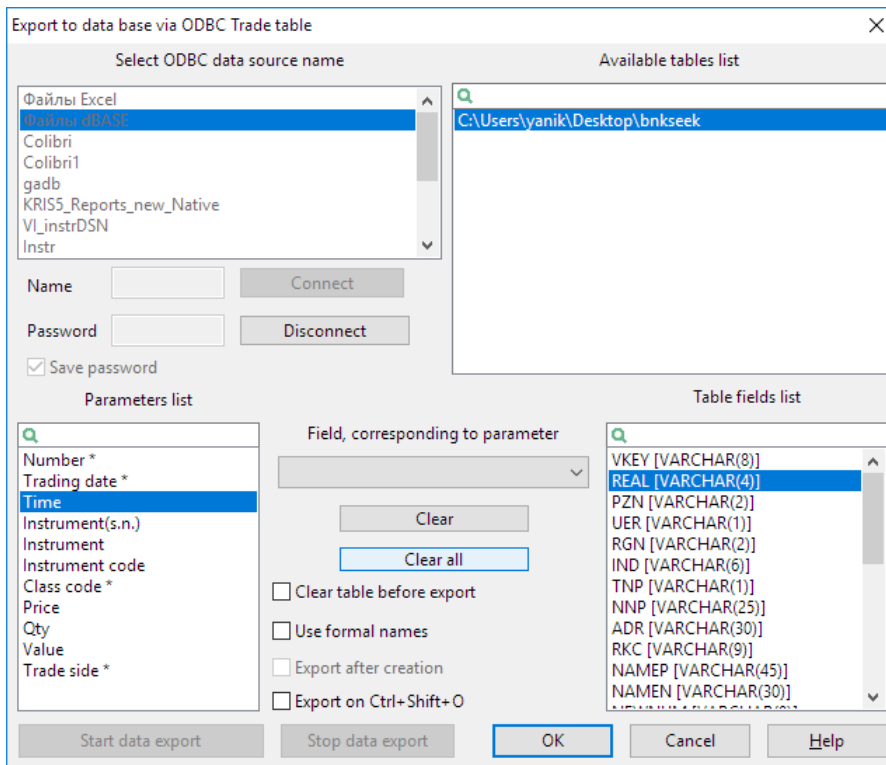 Export to data base via ODBC Trade table
Select ODBC data source name
Available tables list
Файлы Excel
Файлы dBASE
Colibri
Colibri1
gadb
KRIS5_Reports_new_Native
VI_instrDSN
Instr
C:\Users\yanik\Desktop\bnkseek
Name
Connect
Password
Disconnect
Save password
Parameters list
Table fields list
Number *
Trading date *
Time
Instrument(s.n.)
Instrument
Instrument code
Class code *
Price
Qty
Value
Trade side *
Field, corresponding to parameter
Clear
Clear all
Clear table before export
Use formal names
Export after creation
Export on Ctrl+Shift+O
VKEY [VARCHAR(8)]
REAL [VARCHAR(4)]
PZN [VARCHAR(2)]
UER [VARCHAR(1)]
RGN [VARCHAR(2)]
IND [VARCHAR(6)]
TNP [VARCHAR(1)]
NNP [VARCHAR(25)]
ADR [VARCHAR(30)]
RKC [VARCHAR(9)]
NAMEP [VARCHAR(45)]
NAMEN [VARCHAR(30)]
Start data export
Stop data export
OK
Cancel
Help